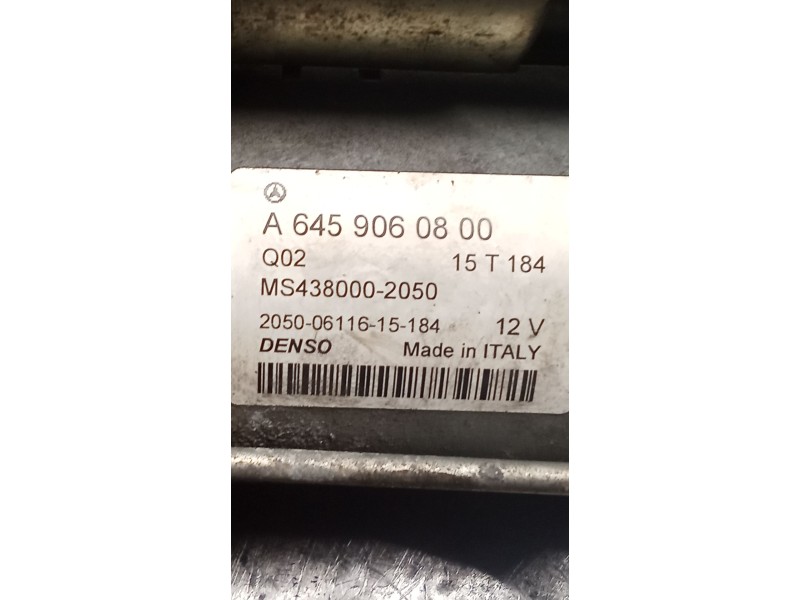 A 645 906 08 00
Q02 15 T 184
MS438000-2050
2050-06116-15-184 12 V
DENSO Made in ITALY